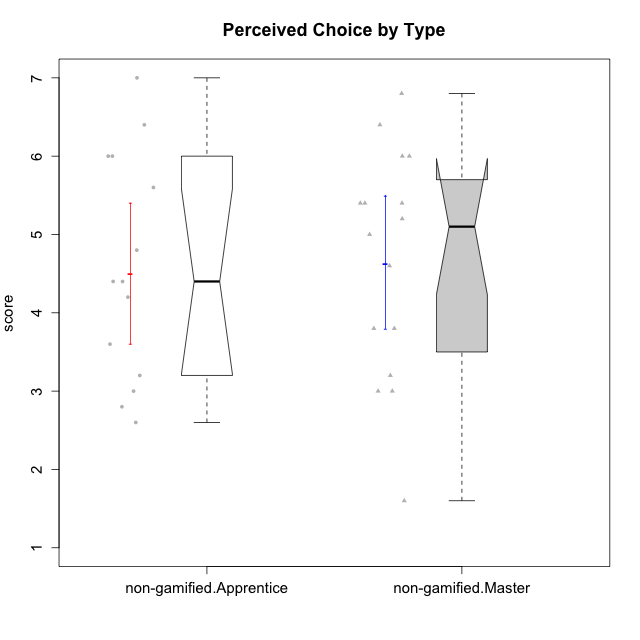 Perceived Choice by Type
score
7
6
5
4
3
2
1
non-gamified.Apprentice
non-gamified.Master